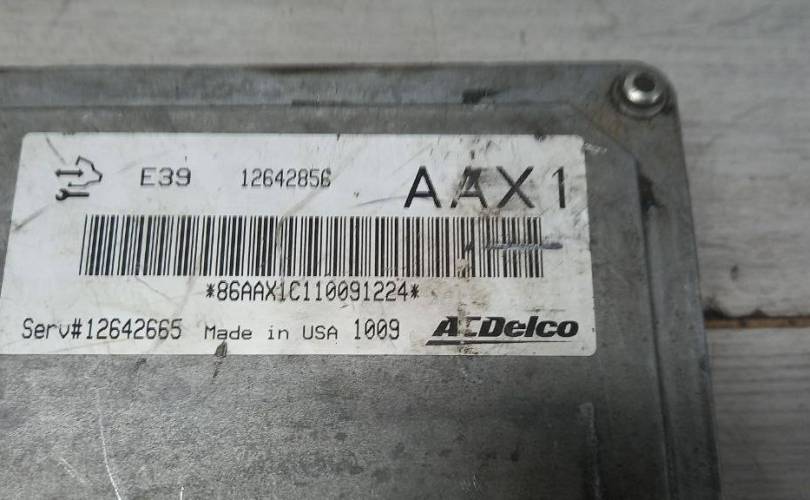 E39 12642856 AAX1
*86AAX1C110091224*
Serv#12642665 Made in USA 1009 ACDelco